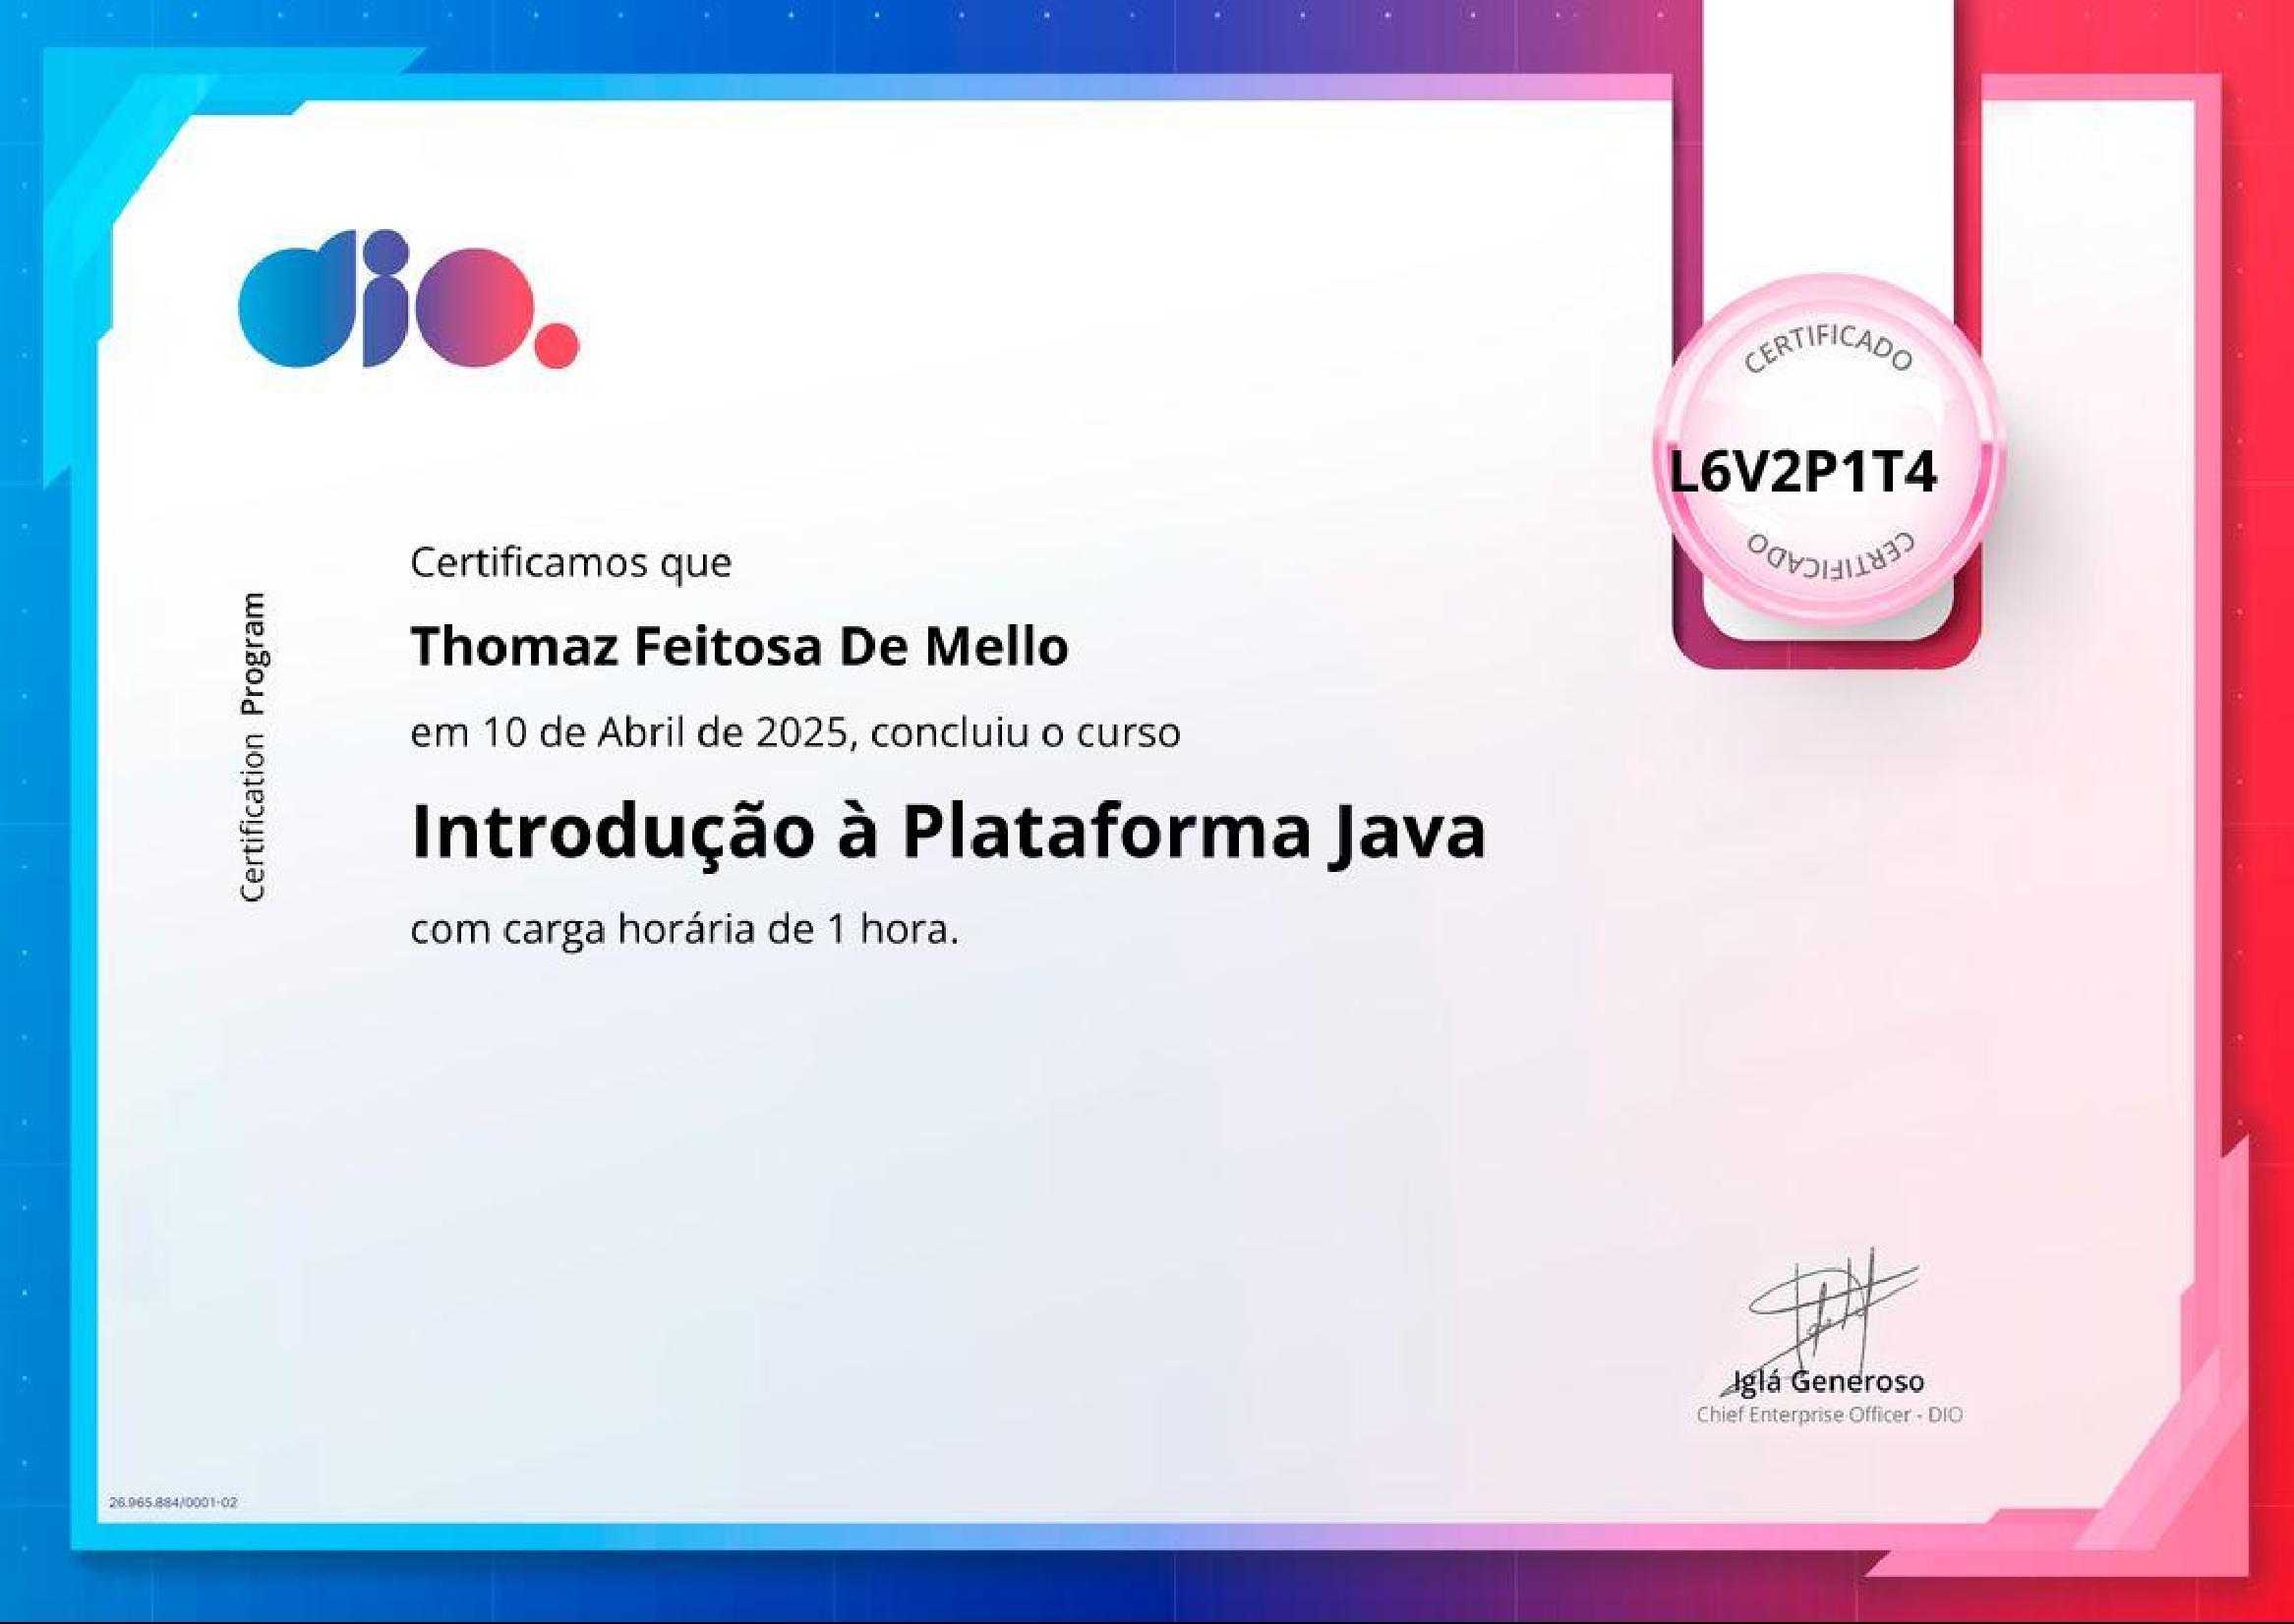 dio.
CERTIFICADO
L6V2P1T4
CERTIFICADO
Certificamos que
Thomaz Feitosa De Mello
em 10 de Abril de 2025, concluiu o curso
Introdução à Plataforma Java
com carga horária de 1 hora.
Certification Program
Iglá Generoso
Chief Enterprise Officer - DIO
26.965.884/0001-02